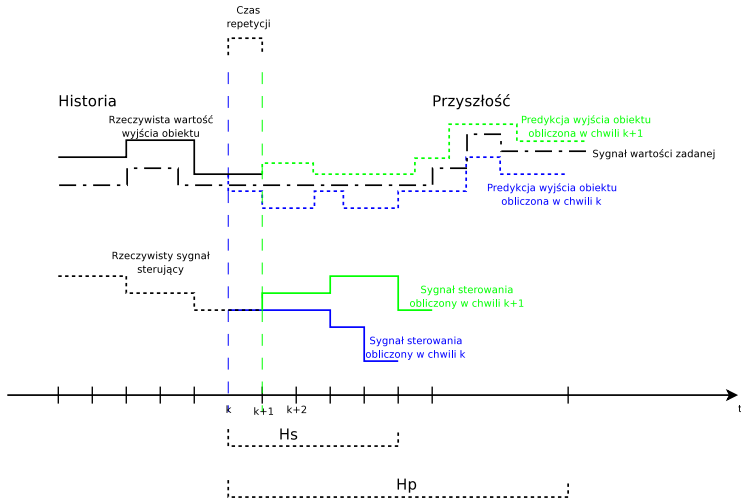 Czas
repetycji
Historia
Przyszłość
Rzeczywista wartość
wyjścia obiektu
Predykcja wyjścia obiektu
obliczona w chwili k+1
Sygnał wartości zadanej
Predykcja wyjścia obiektu
obliczona w chwili k
Rzeczywisty sygnał
sterujący
Sygnał sterowania
obliczony w chwili k+1
Sygnał sterowania
obliczony w chwili k
k
k+1
k+2
t
Hs
Hp